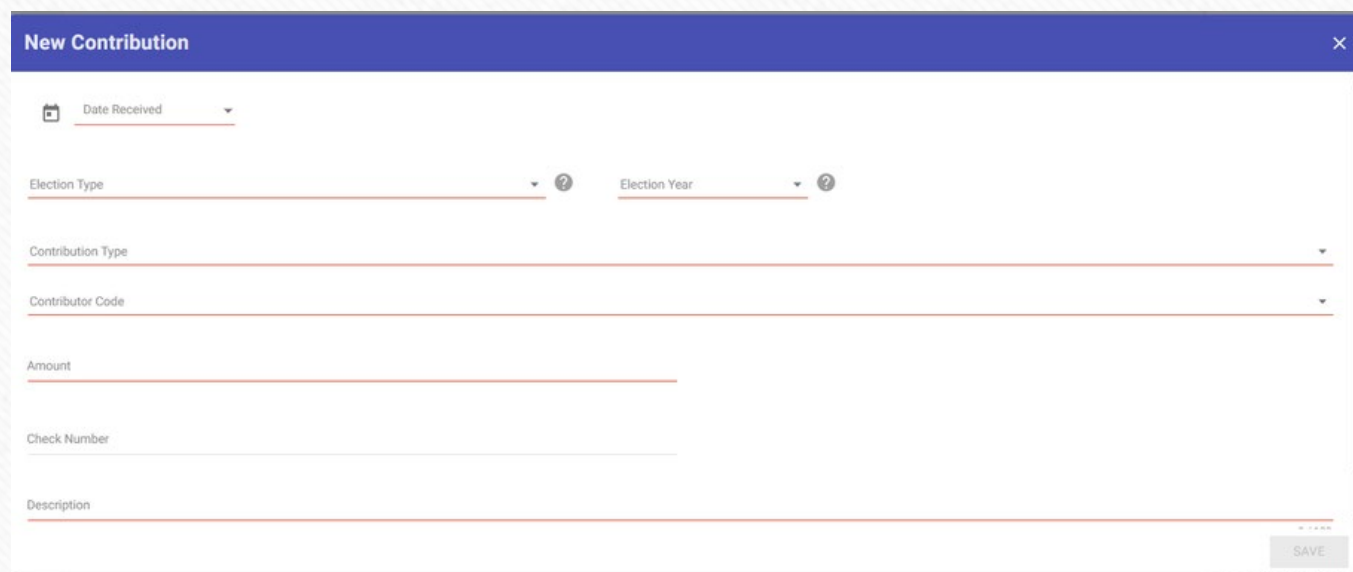 New Contribution
Date Received
Election Type
Election Year
Contribution Type
Contributor Code
Amount
Check Number
Description
SAVE